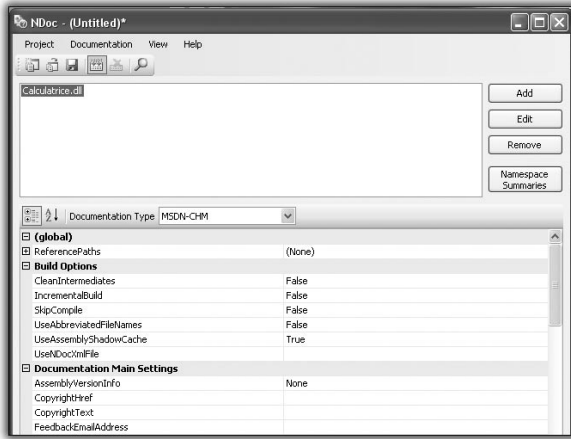 NDoc - (Untitled)*
Project Documentation View Help
Calculatrice.dll
Add
Edit
Remove
Namespace
Summaries
Documentation Type MSDN-CHM
(global)
ReferencePaths (None)
Build Options
CleanIntermediates False
IncrementalBuild False
SkipCompile False
UseAbbreviatedFileNames False
UseAssemblyShadowCache True
UseNDocXmlFile
Documentation Main Settings
AssemblyVersionInfo None
CopyrightHref
CopyrightText
FeedbackEmailAddress